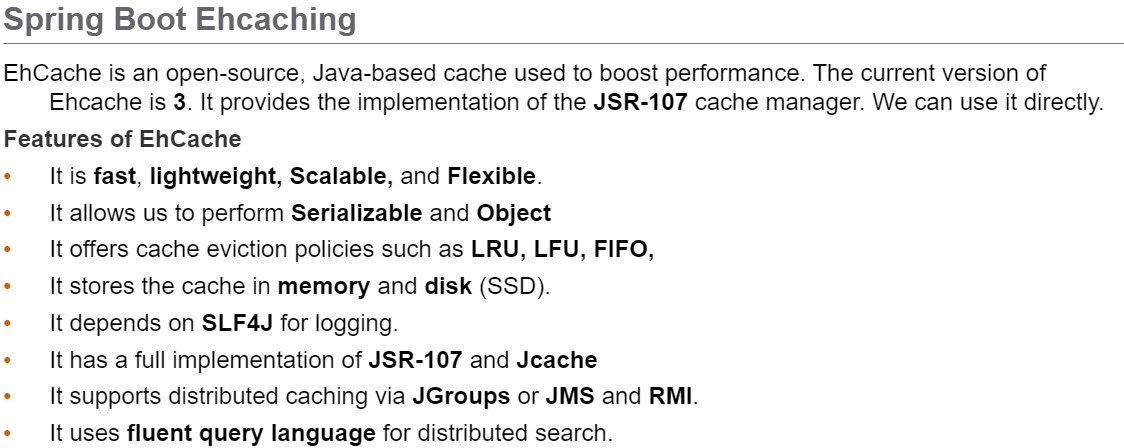 Spring Boot Ehcaching
EhCache is an open-source, Java-based cache used to boost performance. The current version of
Ehcache is 3. It provides the implementation of the JSR-107 cache manager. We can use it directly.
Features of EhCache
• It is fast, lightweight, Scalable, and Flexible.
• It allows us to perform Serializable and Object
• It offers cache eviction policies such as LRU, LFU, FIFO,
• It stores the cache in memory and disk (SSD).
• It depends on SLF4J for logging.
• It has a full implementation of JSR-107 and Jcache
• It supports distributed caching via JGroups or JMS and RMI.
• It uses fluent query language for distributed search.